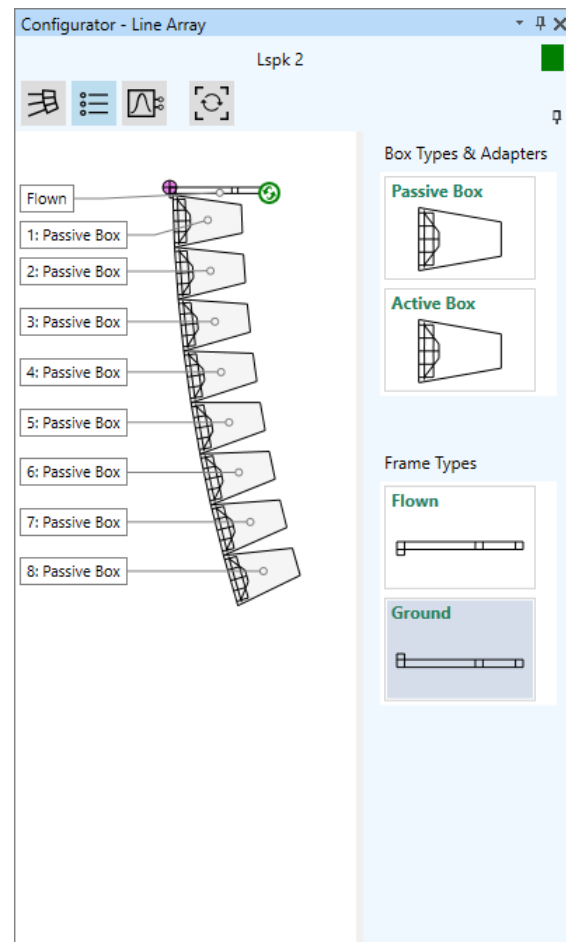 Configurator - Line Array
Lspk 2
Flown
1: Passive Box
2: Passive Box
3: Passive Box
4: Passive Box
5: Passive Box
6: Passive Box
7: Passive Box
8: Passive Box
Box Types & Adapters
Passive Box
Active Box
Frame Types
Flown
Ground